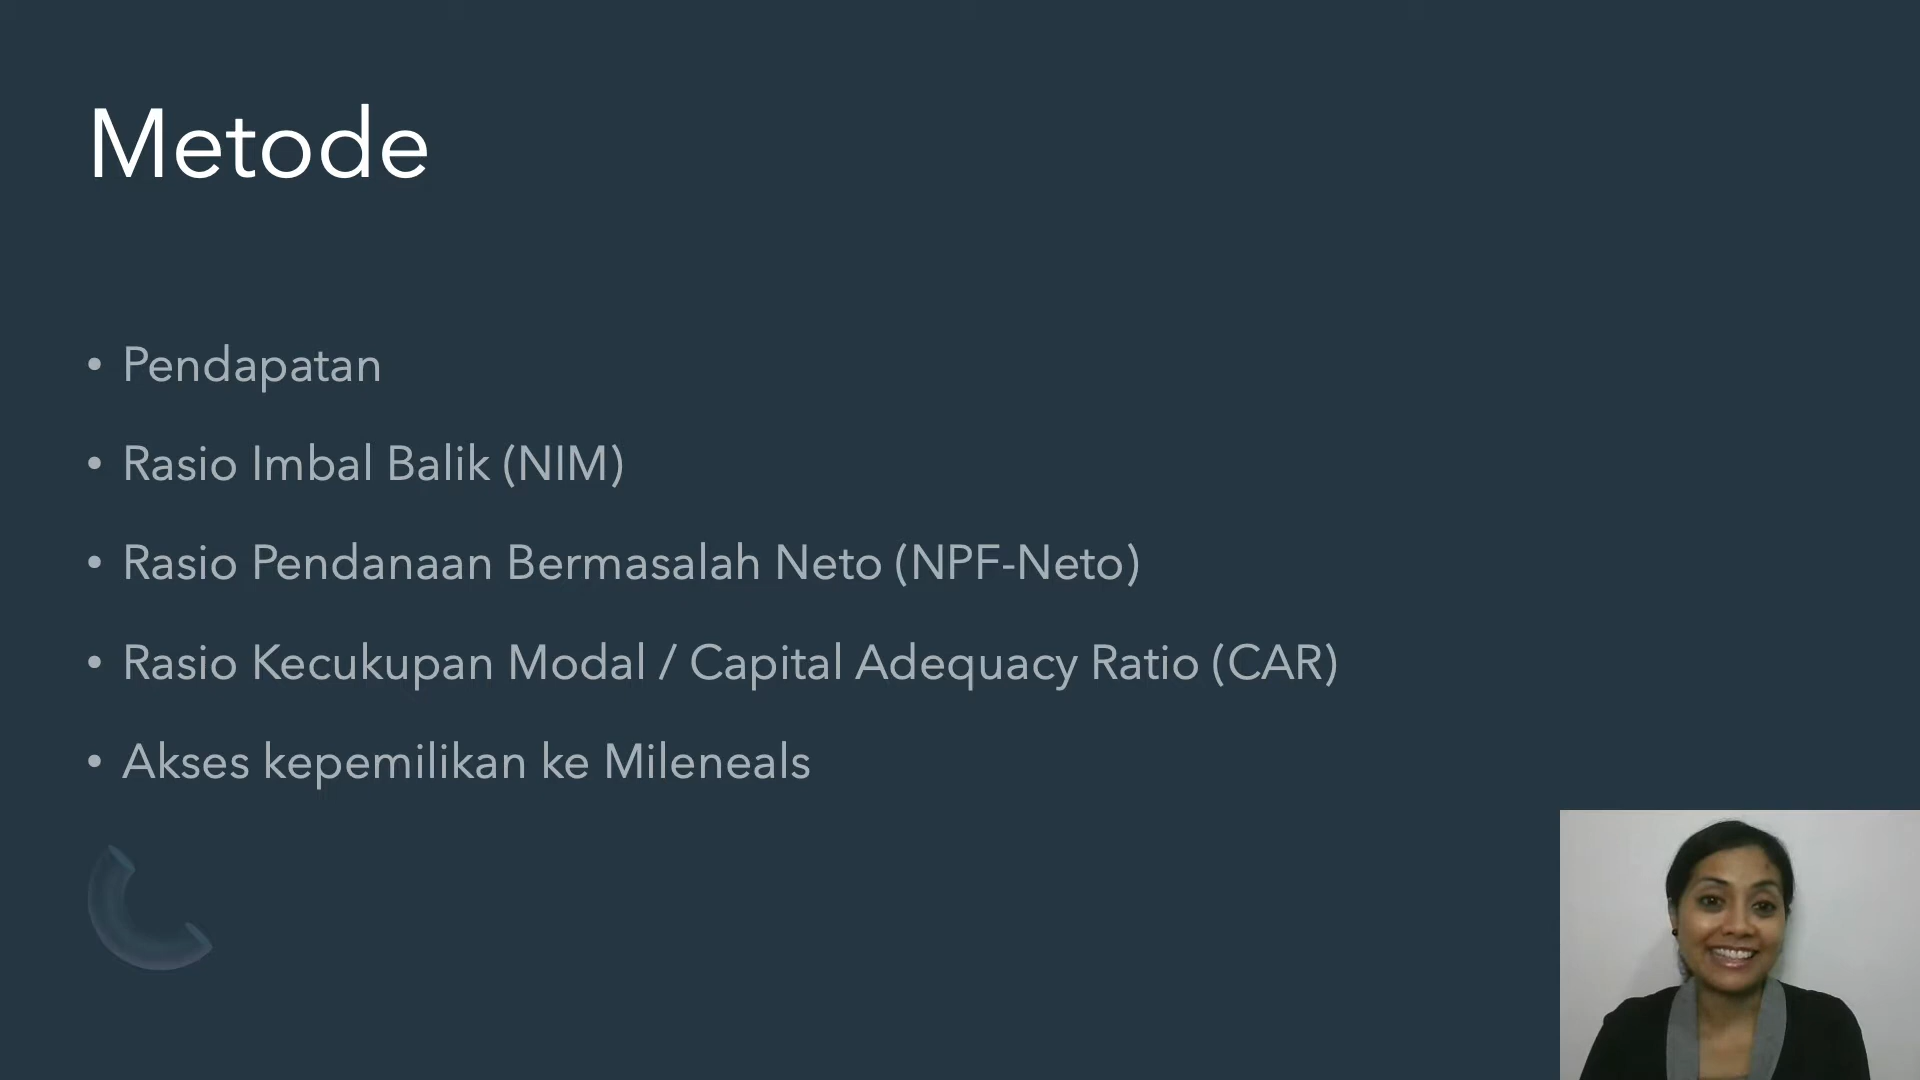 Metode
• Pendapatan
• Rasio Imbal Balik (NIM)
• Rasio Pendanaan Bermasalah Neto (NPF-Neto)
• Rasio Kecukupan Modal / Capital Adequacy Ratio (CAR)
• Akses kepemilikan ke Mileneals